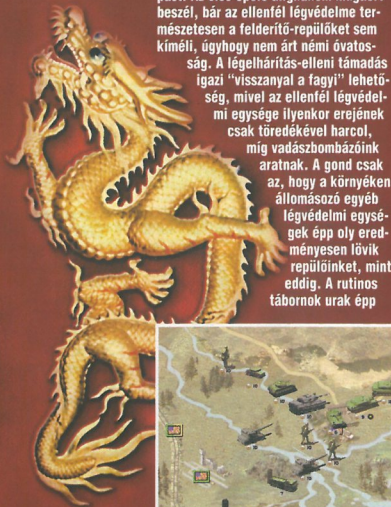 beszél, bár az ellenfél légvédelme ter-
mészetesen a felderítő-repülőket sem
kíméli, úgyhogy nem árt némi óvatos-
ság. A légelhárítás-elleni támadás
igazi "visszanyal a fagyi" lehető-
ség, mivel az ellenfél légvédel-
mi egysége ilyenkor erejének
csak töredékével harcol,
míg vadászbombázóink
aratnak. A gond csak
az, hogy a környéken
állomásozó egyéb
légvédelmi egysé-
gek épp oly ered-
ményesen lövik
repülőinket, mint
eddig. A rutinos
tábornok urak épp